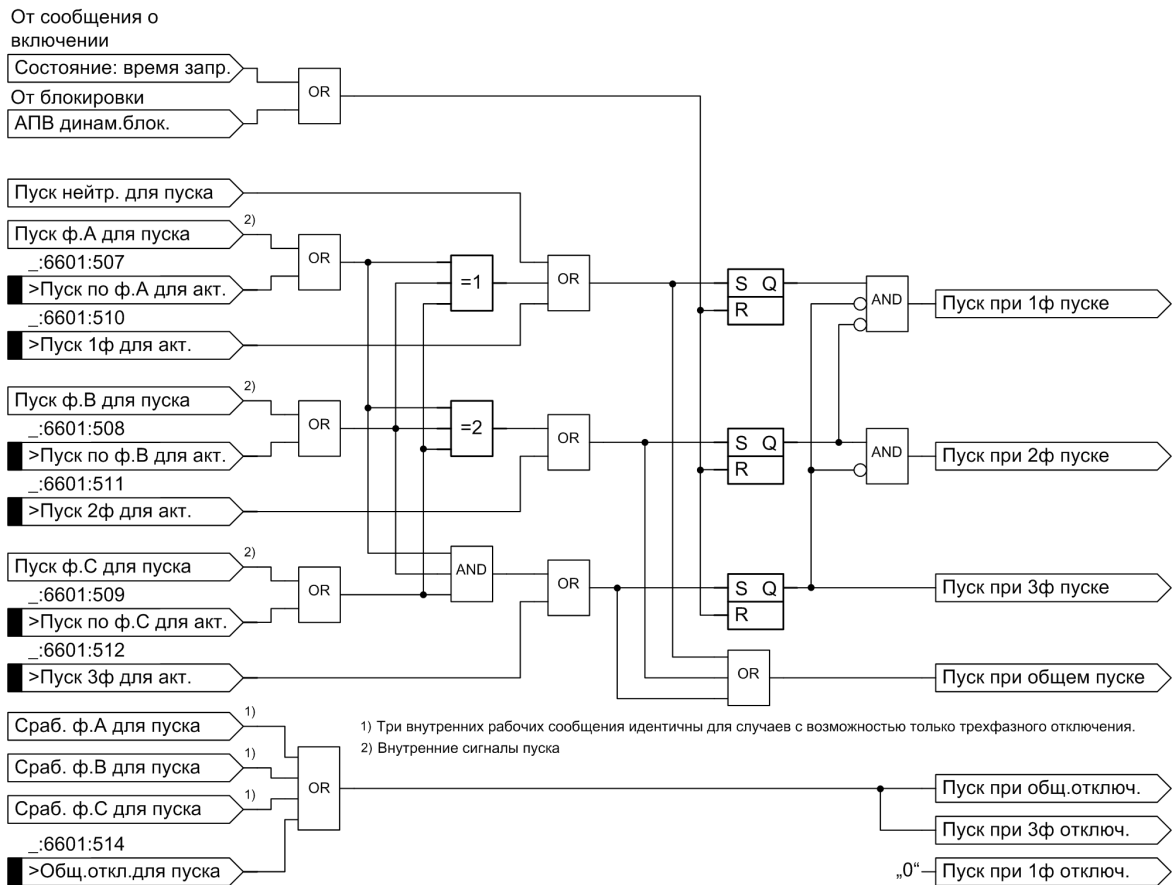 От сообщения о
включении
Состояние: время запр.
От блокировки
АПВ динам.блок.
OR
Пуск нейтр. для пуска
Пуск ф.А для пуска
2)
_:6601:507
>Пуск по ф.А для акт.
OR
_:6601:510
>Пуск 1ф для акт.
=1
OR
S Q
R
AND
Пуск при 1ф пуске
Пуск ф.В для пуска
2)
_:6601:508
>Пуск по ф.В для акт.
OR
_:6601:511
>Пуск 2ф для акт.
=2
OR
S Q
R
AND
Пуск при 2ф пуске
Пуск ф.С для пуска
2)
_:6601:509
>Пуск по ф.С для акт.
OR
_:6601:512
>Пуск 3ф для акт.
AND
OR
S Q
R
Пуск при 3ф пуске
OR
Пуск при общем пуске
1) Три внутренних рабочих сообщения идентичны для случаев с возможностью только трехфазного отключения.
2) Внутренние сигналы пуска
Сраб. ф.А для пуска
1)
Сраб. ф.В для пуска
1)
Сраб. ф.С для пуска
1)
_:6601:514
>Общ.откл.для пуска
OR
Пуск при общ.отключ.
Пуск при 3ф отключ.
„0“
Пуск при 1ф отключ.